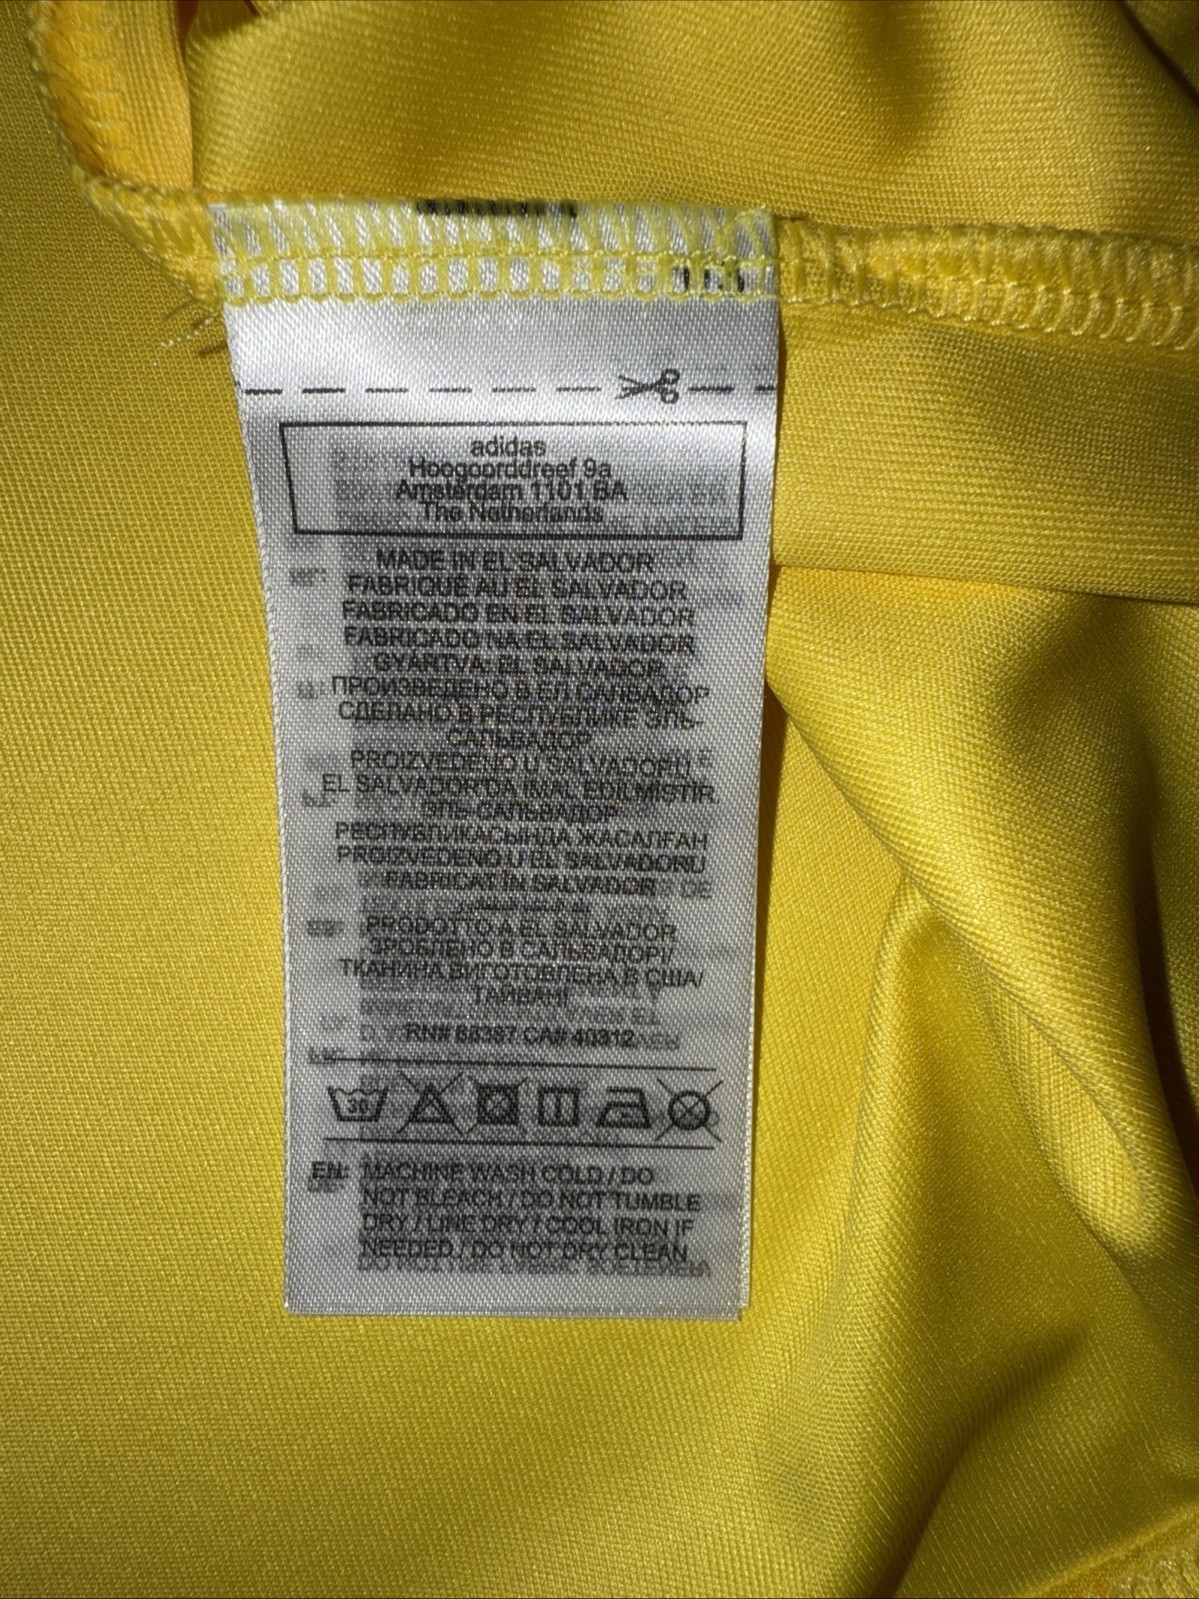 adidas
Hoogoorddreef 9a
Amsterdam 1101 BA
The Netherlands
MADE IN EL SALVADOR
FABRIQUÉ AU EL SALVADOR
FABRICADO EN EL SALVADOR
FABRICADO NA EL SALVADOR
GYÁRTVA: EL SALVADOR
ПРОИЗВЕДЕНО В ЕЛ САЛВАДОР
СДЕЛАНО В РЕСПУБЛИКЕ ЭЛЬ-
САЛЬВАДОР
PROIZVEDENO U SALVADORU
EL SALVADOR'DA IMAL EDILMISTIR
ЭЛЬ-САЛЬВАДОР
РЕСПУБЛИКАСЫНДА ЖАСАЛҒАН
PROIZVEDENO U EL SALVADORU
FABRICAT ÎN SALVADOR
PRODOTTO A EL SALVADOR
ЗРОБЛЕНО В САЛЬВАДОРІ/
ТКАНИНА ВИГОТОВЛЕНА В США/
ТАЙВАНІ
RN# 88387 CA# 40312
30
EN: MACHINE WASH COLD / DO
NOT BLEACH / DO NOT TUMBLE
DRY / LINE DRY / COOL IRON IF
NEEDED / DO NOT DRY CLEAN